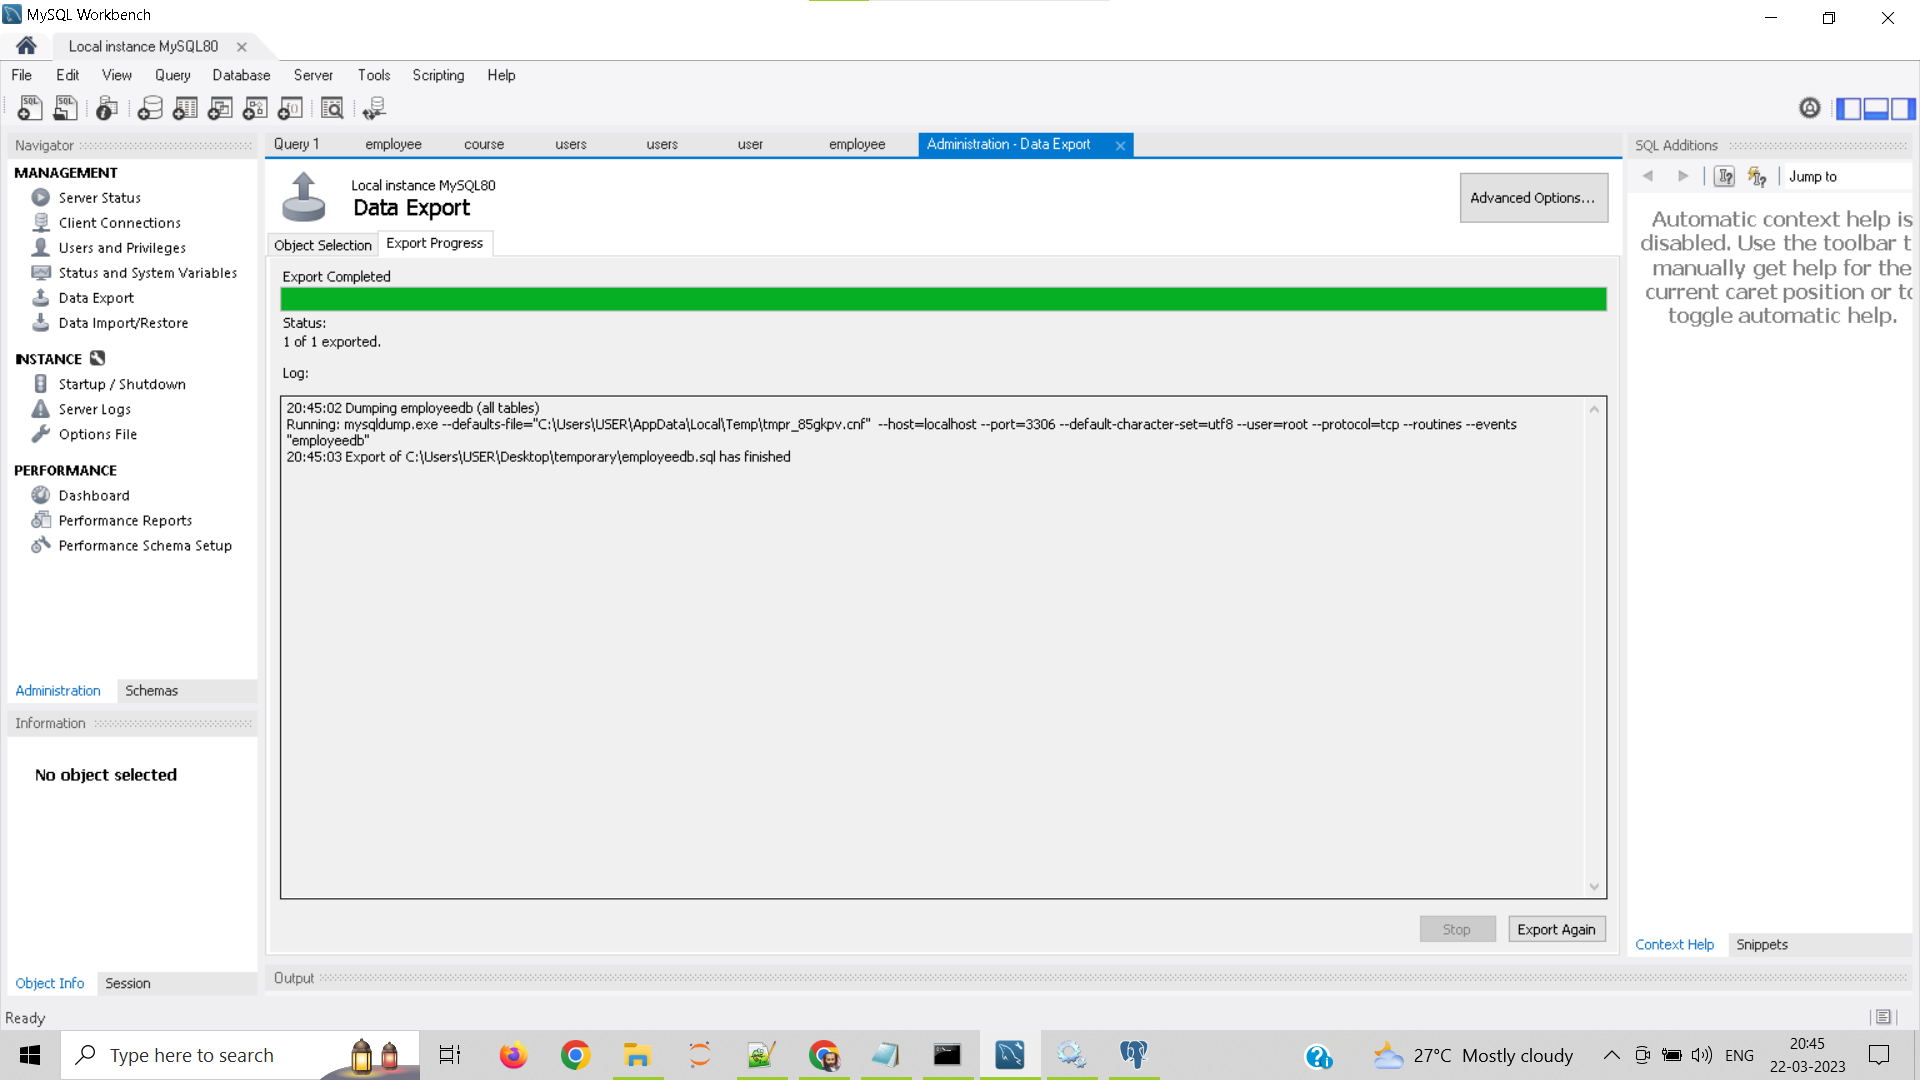 MySQL Workbench
Local instance MySQL80
File Edit View Query Database Server Tools Scripting Help
Navigator
MANAGEMENT
Server Status
Client Connections
Users and Privileges
Status and System Variables
Data Export
Data Import/Restore
INSTANCE
Startup / Shutdown
Server Logs
Options File
PERFORMANCE
Dashboard
Performance Reports
Performance Schema Setup
Administration Schemas
Information
No object selected
Object Info Session
Query 1 employee course users users user employee Administration - Data Export
Local instance MySQL80
Data Export
Advanced Options...
Object Selection Export Progress
Export Completed
Status:
1 of 1 exported.
Log:
20:45:02 Dumping employeedb (all tables)
Running: mysqldump.exe --defaults-file="C:\Users\USER\AppData\Local\Temp\tmpr_85gkpv.cnf" --host=localhost --port=3306 --default-character-set=utf8 --user=root --protocol=tcp --routines --events
"employeedb"
20:45:03 Export of C:\Users\USER\Desktop\temporary\employeedb.sql has finished
Stop Export Again
Output
SQL Additions
Jump to
Automatic context help is
disabled. Use the toolbar t
manually get help for the
current caret position or to
toggle automatic help.
Context Help Snippets
Ready
Type here to search
27°C Mostly cloudy
ENG
20:45
22-03-2023